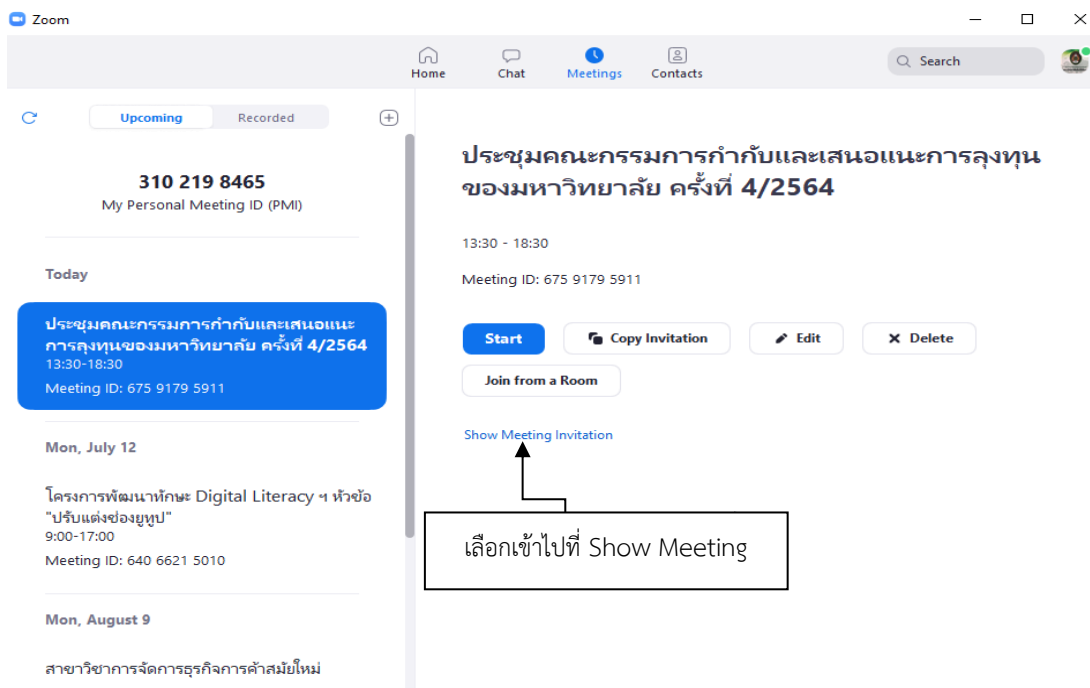 Zoom
Home
Chat
Meetings
Contacts
Search
Upcoming
Recorded
310 219 8465
My Personal Meeting ID (PMI)
Today
ประชุมคณะกรรมการกำกับและเสนอแนะ
การลงทุนของมหาวิทยาลัย ครั้งที่ 4/2564
13:30-18:30
Meeting ID: 675 9179 5911
Mon, July 12
โครงการพัฒนาทักษะ Digital Literacy ฯ หัวข้อ
"ปรับแต่งช่องยูทูป"
9:00-17:00
Meeting ID: 640 6621 5010
Mon, August 9
สาขาวิชาการจัดการธุรกิจการค้าสมัยใหม่
ประชุมคณะกรรมการกำกับและเสนอแนะการลงทุน
ของมหาวิทยาลัย ครั้งที่ 4/2564
13:30 - 18:30
Meeting ID: 675 9179 5911
Start
Copy Invitation
Edit
Delete
Join from a Room
Show Meeting Invitation
เลือกเข้าไปที่ Show Meeting